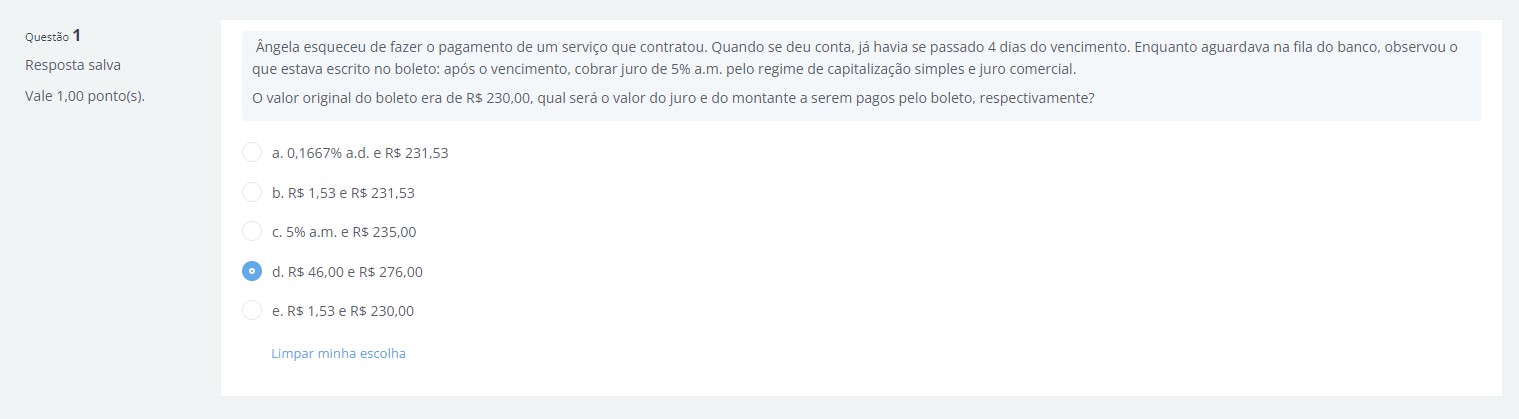 Questão 1
Resposta salva
Vale 1,00 ponto(s).
Ângela esqueceu de fazer o pagamento de um serviço que contratou. Quando se deu conta, já havia se passado 4 dias do vencimento. Enquanto aguardava na fila do banco, observou o
que estava escrito no boleto: após o vencimento, cobrar juro de 5% a.m. pelo regime de capitalização simples e juro comercial.
O valor original do boleto era de R$ 230,00, qual será o valor do juro e do montante a serem pagos pelo boleto, respectivamente?
a. 0,1667% a.d. e R$ 231,53
b. R$ 1,53 e R$ 231,53
c. 5% a.m. e R$ 235,00
d. R$ 46,00 e R$ 276,00
e. R$ 1,53 e R$ 230,00
Limpar minha escolha